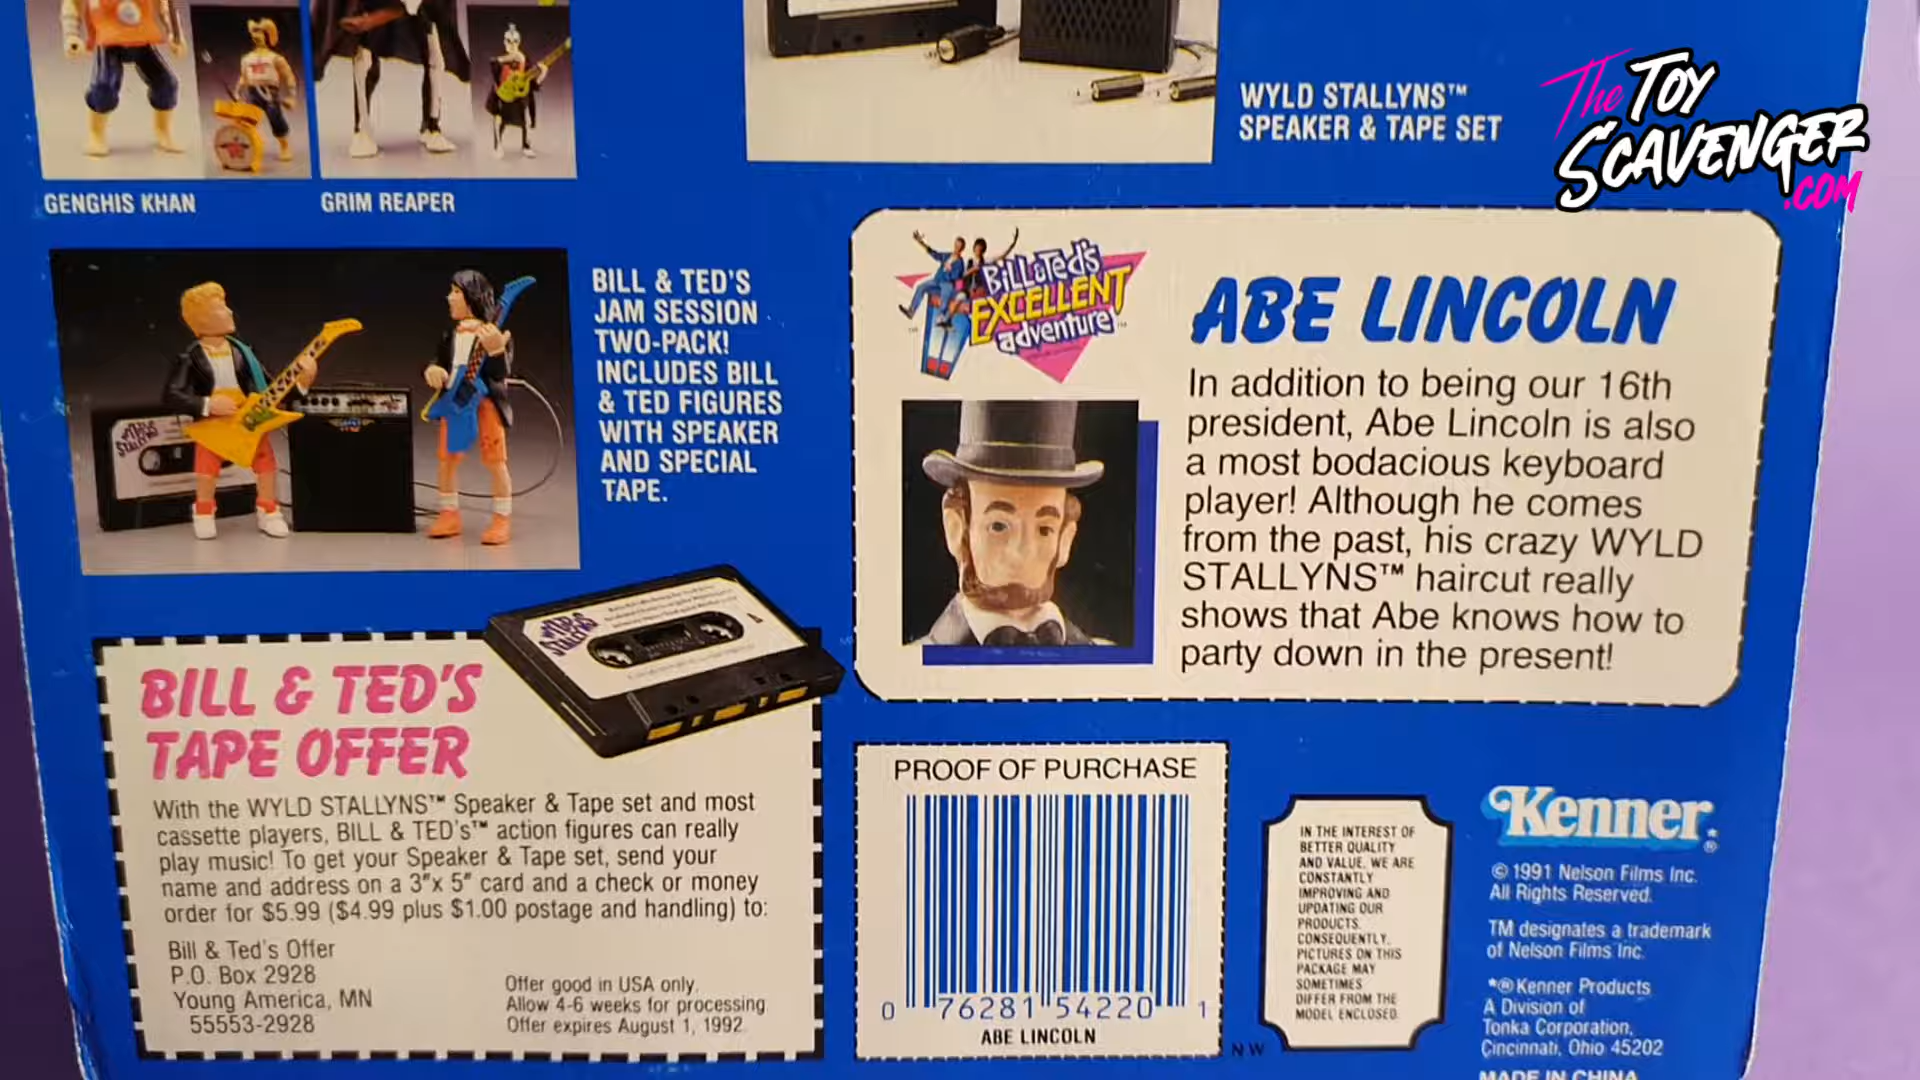 The TOY
SCAVENGER
.COM
WYLD STALLYNS™
SPEAKER & TAPE SET
GENGHIS KHAN
GRIM REAPER
BILL & TED'S
JAM SESSION
TWO-PACK!
INCLUDES BILL
& TED FIGURES
WITH SPEAKER
AND SPECIAL
TAPE.
Bill & Ted's
EXCELLENT
adventure
ABE LINCOLN
In addition to being our 16th
president, Abe Lincoln is also
a most bodacious keyboard
player! Although he comes
from the past, his crazy WYLD
STALLYNS™ haircut really
shows that Abe knows how to
party down in the present!
WYLD
STALLYNS
WYLD
STALLYNS
BILL & TED'S
TAPE OFFER
With the WYLD STALLYNS™ Speaker & Tape set and most
cassette players, BILL & TED's™ action figures can really
play music! To get your Speaker & Tape set, send your
name and address on a 3"x 5" card and a check or money
order for $5.99 ($4.99 plus $1.00 postage and handling) to:
Bill & Ted's Offer
P.O. Box 2928
Young America, MN
55553-2928
Offer good in USA only.
Allow 4-6 weeks for processing
Offer expires August 1, 1992.
PROOF OF PURCHASE
0 76281 54220 1
ABE LINCOLN
NW
IN THE INTEREST OF
BETTER QUALITY
AND VALUE, WE ARE
CONSTANTLY
IMPROVING AND
UPDATING OUR
PRODUCTS.
CONSEQUENTLY,
PICTURES ON THIS
PACKAGE MAY
SOMETIMES
DIFFER FROM THE
MODEL ENCLOSED.
Kenner®
© 1991 Nelson Films Inc.
All Rights Reserved.
TM designates a trademark
of Nelson Films Inc.
*® Kenner Products
A Division of
Tonka Corporation,
Cincinnati, Ohio 45202
MADE IN CHINA